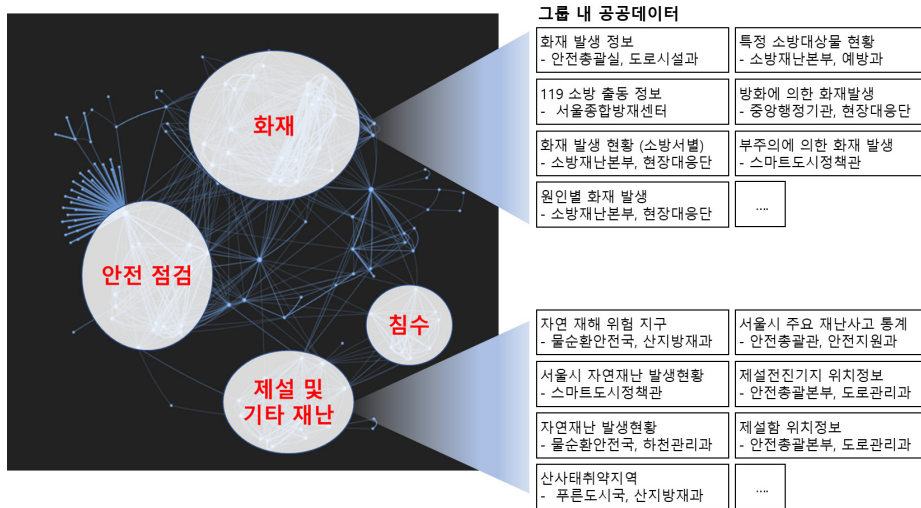 그룹 내 공공데이터
화재
안전 점검
침수
제설 및
기타 재난
화재 발생 정보
- 안전총괄실, 도로시설과
특정 소방대상물 현황
- 소방재난본부, 예방과
119 소방 출동 정보
- 서울종합방재센터
방화에 의한 화재발생
- 중앙행정기관, 현장대응단
화재 발생 현황 (소방서별)
- 소방재난본부, 현장대응단
부주의에 의한 화재 발생
- 스마트도시정책관
원인별 화재 발생
- 소방재난본부, 현장대응단
....
자연 재해 위험 지구
- 물순환안전국, 산지방재과
서울시 주요 재난사고 통계
- 안전총괄관, 안전지원과
서울시 자연재난 발생현황
- 스마트도시정책관
제설전진기지 위치정보
- 안전총괄본부, 도로관리과
자연재난 발생현황
- 물순환안전국, 하천관리과
제설함 위치정보
- 안전총괄본부, 도로관리과
산사태취약지역
- 푸른도시국, 산지방재과
....